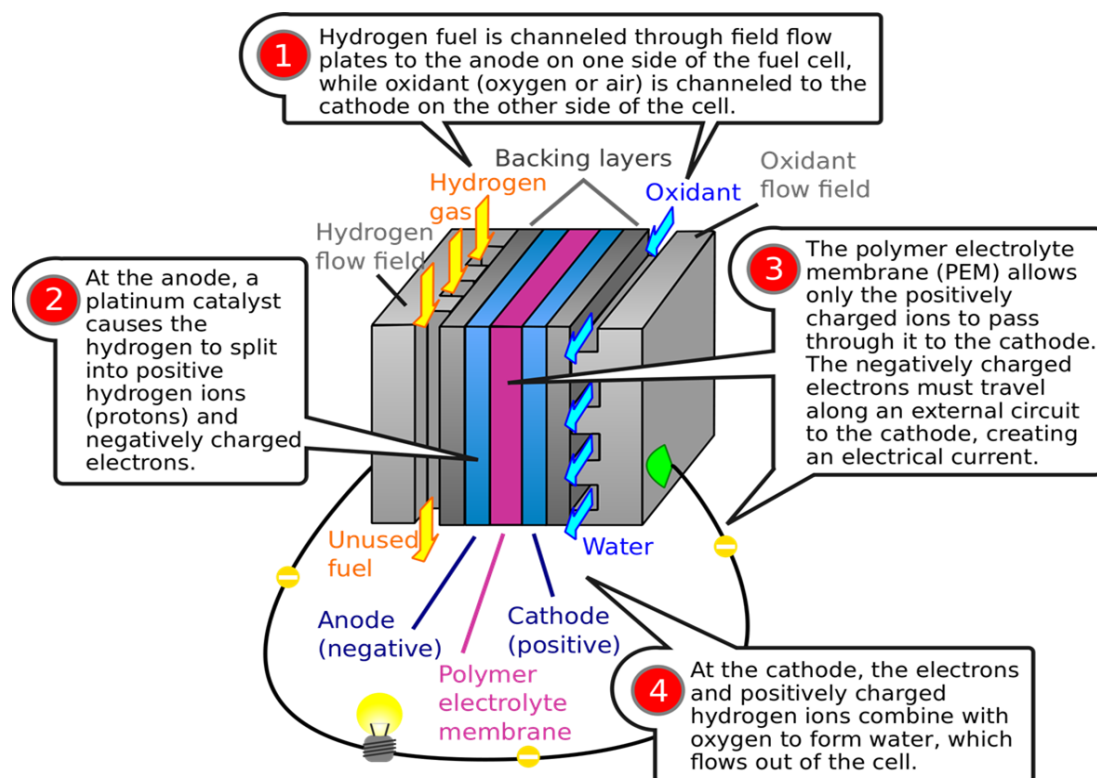 1
Hydrogen fuel is channeled through field flow
plates to the anode on one side of the fuel cell,
while oxidant (oxygen or air) is channeled to the
cathode on the other side of the cell.
Backing layers
Hydrogen
gas
Oxidant
Oxidant
flow field
Hydrogen
flow field
2
At the anode, a
platinum catalyst
causes the
hydrogen to split
into positive
hydrogen ions
(protons) and
negatively charged
electrons.
3
The polymer electrolyte
membrane (PEM) allows
only the positively
charged ions to pass
through it to the cathode.
The negatively charged
electrons must travel
along an external circuit
to the cathode, creating
an electrical current.
Unused
fuel
Water
Anode
(negative)
Cathode
(positive)
Polymer
electrolyte
membrane
4
At the cathode, the electrons
and positively charged
hydrogen ions combine with
oxygen to form water, which
flows out of the cell.